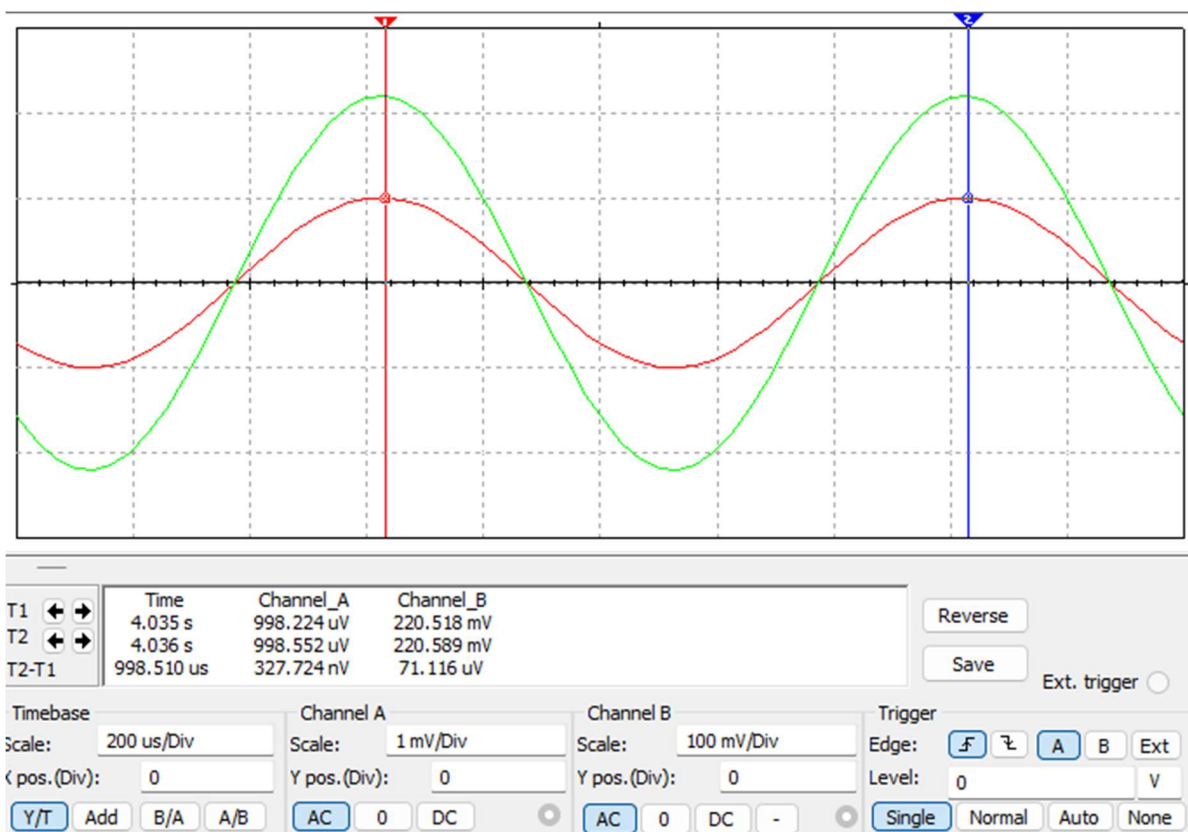 1 2
Time Channel_A Channel_B
T1 4.035 s 998.224 uV 220.518 mV
T2 4.036 s 998.552 uV 220.589 mV
T2-T1 998.510 us 327.724 nV 71.116 uV
Reverse
Save
Ext. trigger
Timebase Channel A Channel B Trigger
Scale: 200 us/Div Scale: 1 mV/Div Scale: 100 mV/Div Edge: A B Ext
X pos.(Div): 0 Y pos.(Div): 0 Y pos.(Div): 0 Level: 0 V
Y/T Add B/A A/B AC 0 DC AC 0 DC - Single Normal Auto None